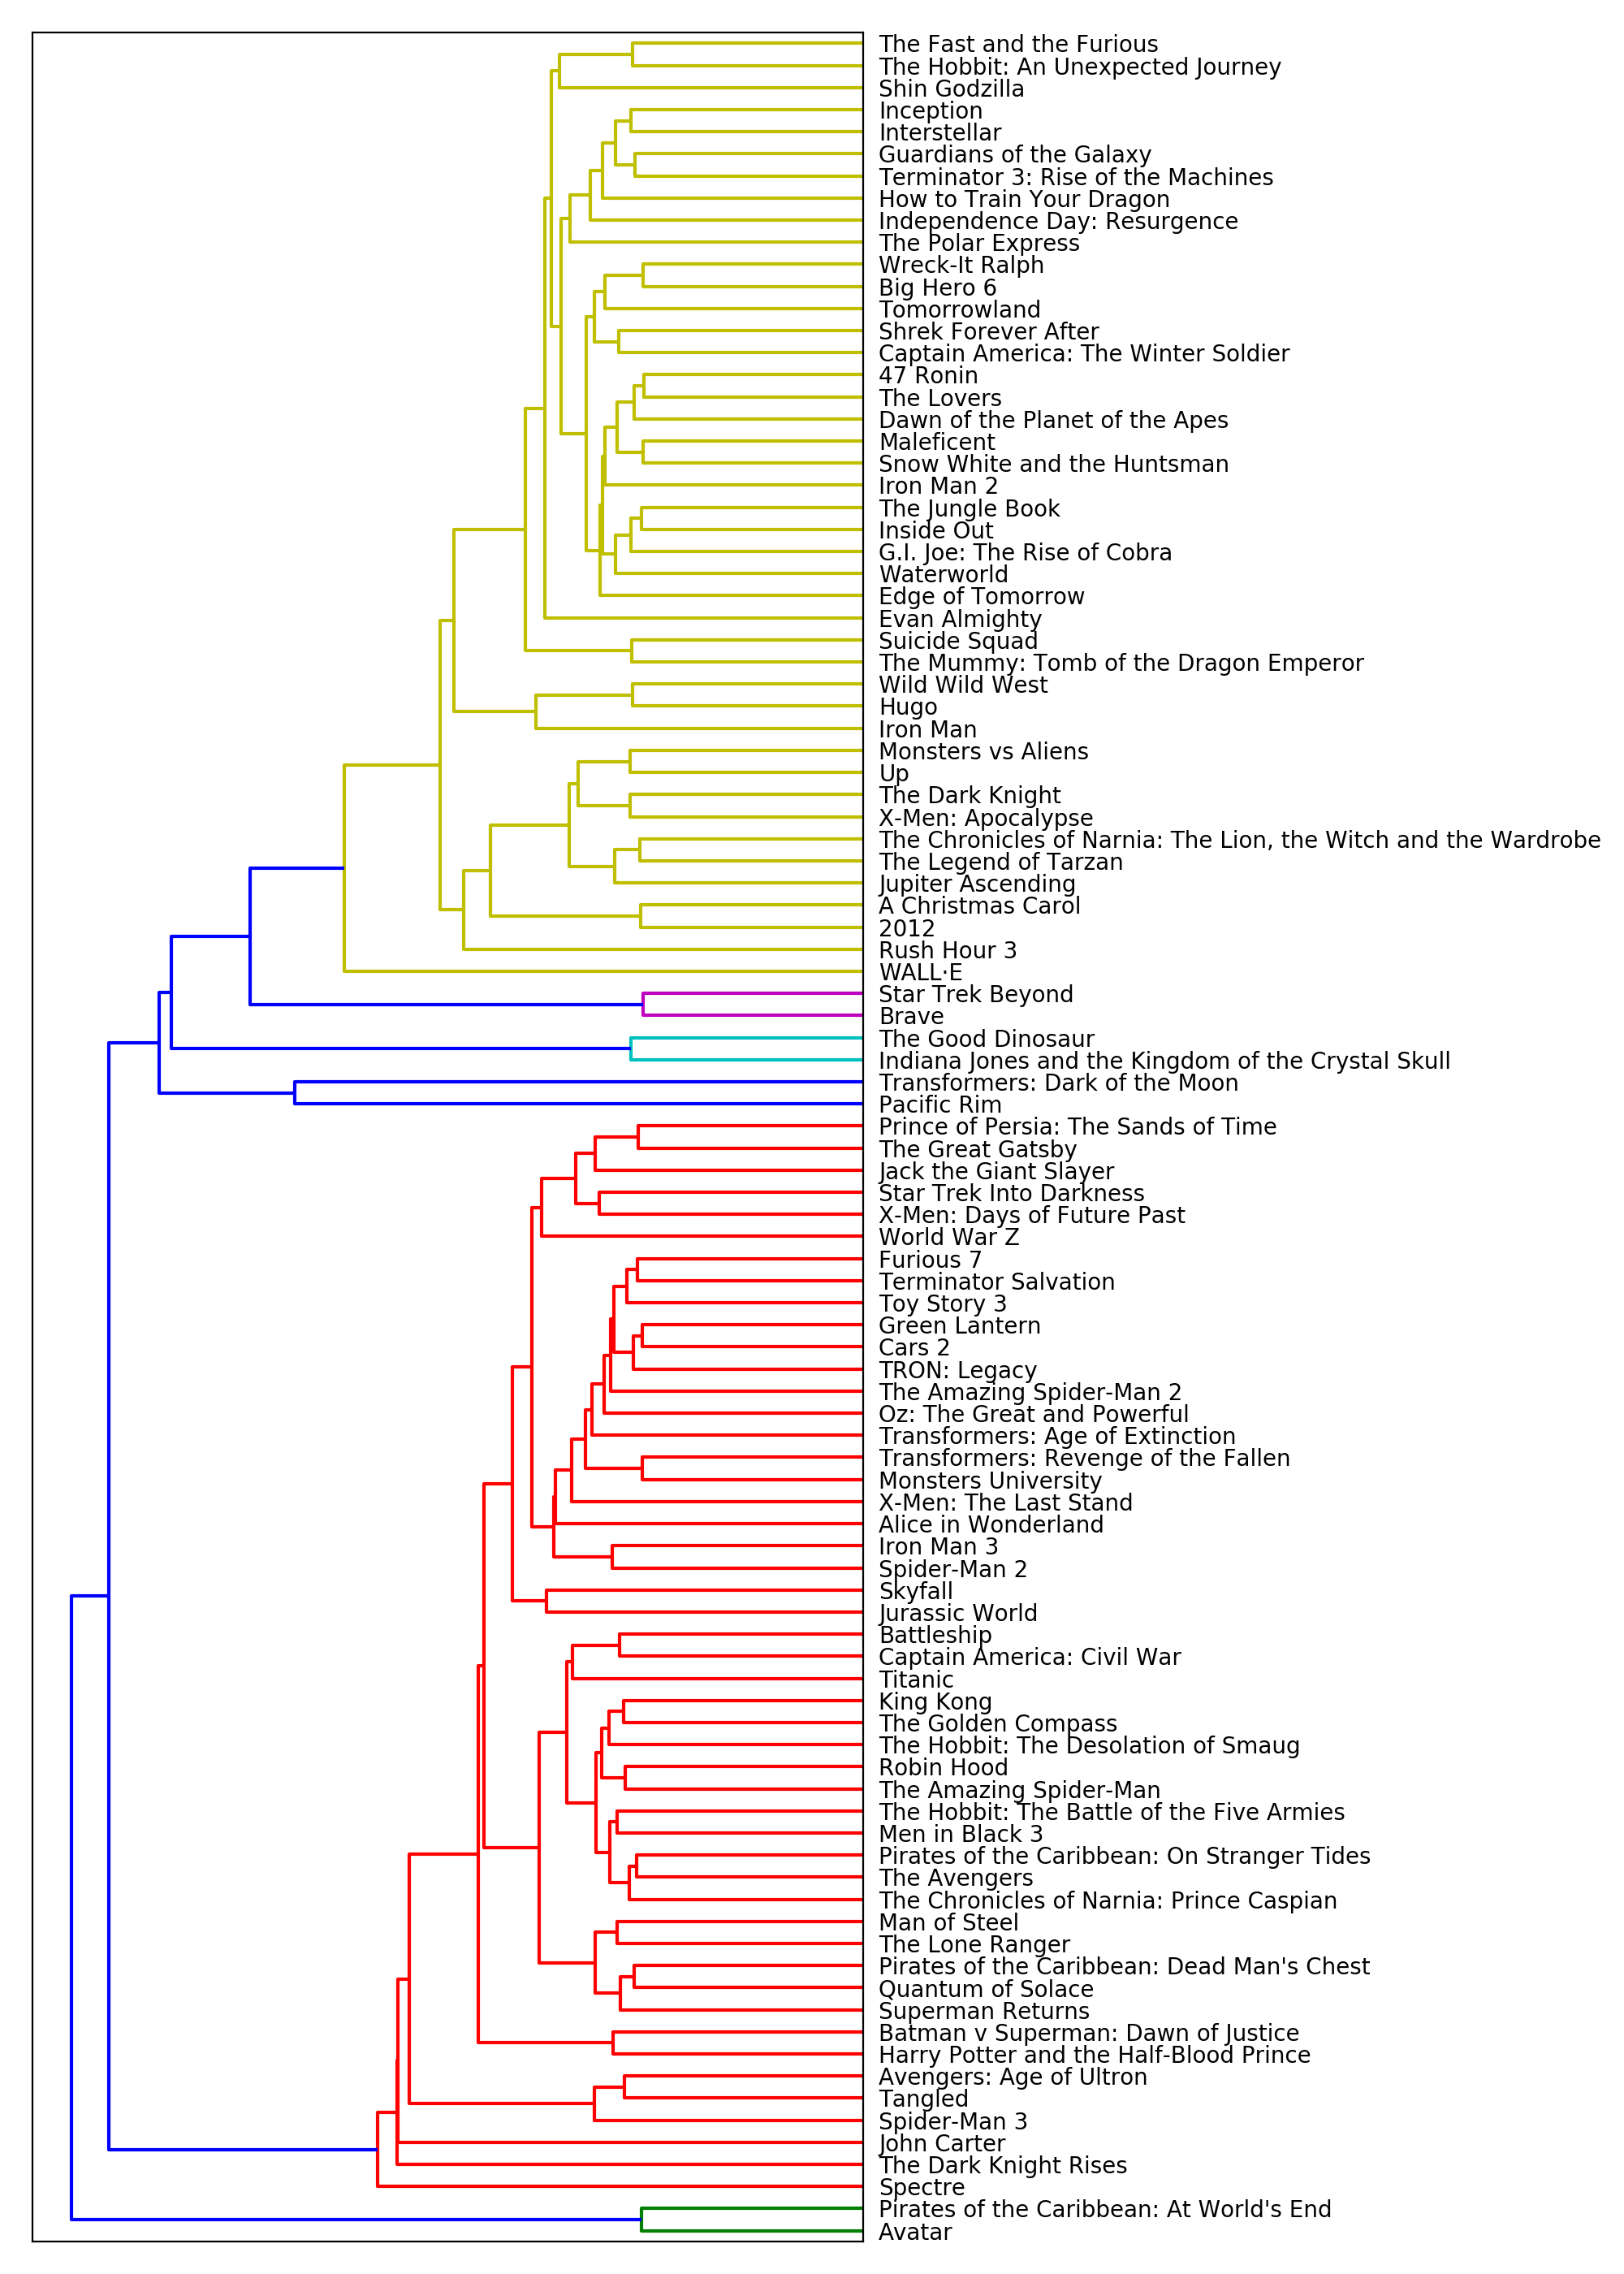 The Fast and the Furious
The Hobbit: An Unexpected Journey
Shin Godzilla
Inception
Interstellar
Guardians of the Galaxy
Terminator 3: Rise of the Machines
How to Train Your Dragon
Independence Day: Resurgence
The Polar Express
Wreck-It Ralph
Big Hero 6
Tomorrowland
Shrek Forever After
Captain America: The Winter Soldier
47 Ronin
The Lovers
Dawn of the Planet of the Apes
Maleficent
Snow White and the Huntsman
Iron Man 2
The Jungle Book
Inside Out
G.I. Joe: The Rise of Cobra
Waterworld
Edge of Tomorrow
Evan Almighty
Suicide Squad
The Mummy: Tomb of the Dragon Emperor
Wild Wild West
Hugo
Iron Man
Monsters vs Aliens
Up
The Dark Knight
X-Men: Apocalypse
The Chronicles of Narnia: The Lion, the Witch and the Wardrobe
The Legend of Tarzan
Jupiter Ascending
A Christmas Carol
2012
Rush Hour 3
WALL·E
Star Trek Beyond
Brave
The Good Dinosaur
Indiana Jones and the Kingdom of the Crystal Skull
Transformers: Dark of the Moon
Pacific Rim
Prince of Persia: The Sands of Time
The Great Gatsby
Jack the Giant Slayer
Star Trek Into Darkness
X-Men: Days of Future Past
World War Z
Furious 7
Terminator Salvation
Toy Story 3
Green Lantern
Cars 2
TRON: Legacy
The Amazing Spider-Man 2
Oz: The Great and Powerful
Transformers: Age of Extinction
Transformers: Revenge of the Fallen
Monsters University
X-Men: The Last Stand
Alice in Wonderland
Iron Man 3
Spider-Man 2
Skyfall
Jurassic World
Battleship
Captain America: Civil War
Titanic
King Kong
The Golden Compass
The Hobbit: The Desolation of Smaug
Robin Hood
The Amazing Spider-Man
The Hobbit: The Battle of the Five Armies
Men in Black 3
Pirates of the Caribbean: On Stranger Tides
The Avengers
The Chronicles of Narnia: Prince Caspian
Man of Steel
The Lone Ranger
Pirates of the Caribbean: Dead Man's Chest
Quantum of Solace
Superman Returns
Batman v Superman: Dawn of Justice
Harry Potter and the Half-Blood Prince
Avengers: Age of Ultron
Tangled
Spider-Man 3
John Carter
The Dark Knight Rises
Spectre
Pirates of the Caribbean: At World's End
Avatar